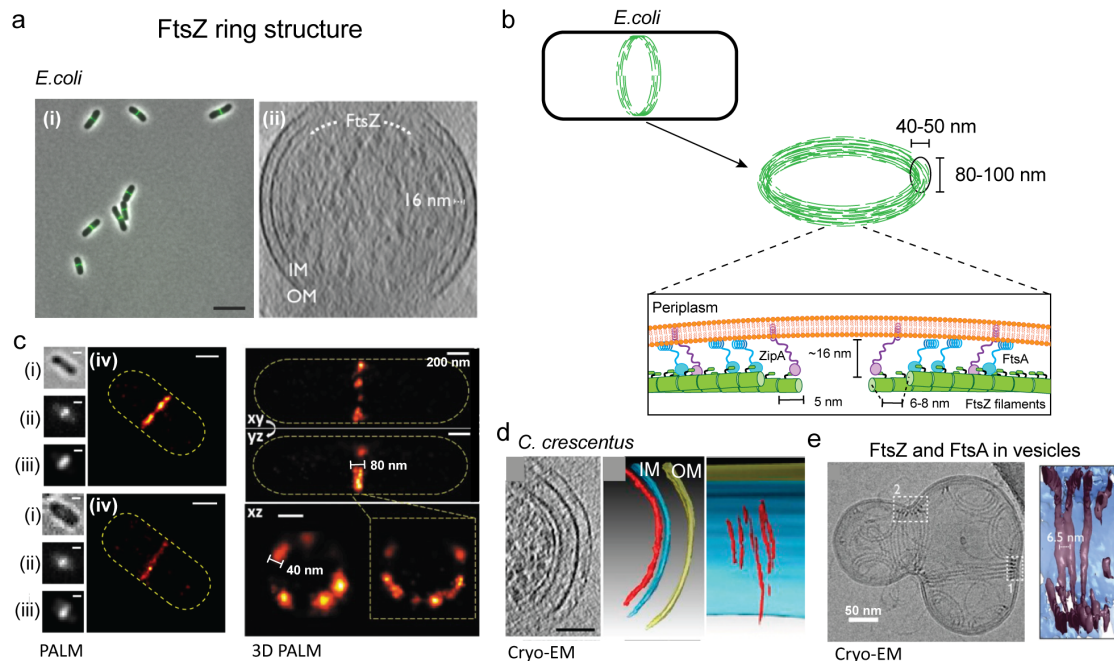 a
FtsZ ring structure
E.coli
(i)
(ii)
FtsZ
16 nm
IM
OM
b
E.coli
40-50 nm
80-100 nm
Periplasm
ZipA
~16 nm
FtsA
5 nm
6-8 nm
FtsZ filaments
c
(i)
(ii)
(iii)
(iv)
(i)
(ii)
(iii)
(iv)
PALM
200 nm
xy
yz
80 nm
xz
40 nm
3D PALM
d
C. crescentus
IM
OM
Cryo-EM
e
FtsZ and FtsA in vesicles
2
1
50 nm
6.5 nm
Cryo-EM